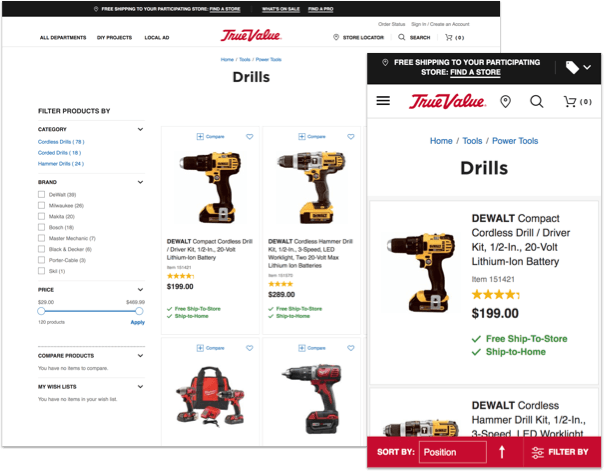 FREE SHIPPING TO YOUR PARTICIPATING STORE: FIND A STORE
WHAT'S ON SALE
FIND A PRO
Order Status
Sign In / Create an Account
ALL DEPARTMENTS
DIY PROJECTS
LOCAL AD
True Value.
STORE LOCATOR
SEARCH
( 0 )
Home / Tools / Power Tools
Drills
FILTER PRODUCTS BY
CATEGORY
Cordless Drills ( 78 )
Corded Drills ( 18 )
Hammer Drills ( 24 )
BRAND
DeWalt (39)
Milwaukee (26)
Makita (20)
Bosch (18)
Master Mechanic (7)
Black & Decker (6)
Porter-Cable (3)
Skil (1)
PRICE
$29.00
$469.99
120 products
Apply
COMPARE PRODUCTS
You have no items to compare.
MY WISH LISTS
You have no items in your wish list.
Compare
DEWALT Compact Cordless Drill
/ Driver Kit, 1/2-In., 20-Volt
Lithium-Ion Battery
Item 151421
$199.00
Free Ship-To-Store
Ship-to-Home
Compare
DEWALT Cordless Hammer
Drill Kit, 1/2-In., 3-Speed, LED
Worklight, Two 20-Volt Max
Lithium-Ion Batteries
$289.00
Free Ship-To-Store
Ship-to-Home
Compare
Compare
FREE SHIPPING TO YOUR PARTICIPATING
STORE: FIND A STORE
True Value.
( 0 )
Home / Tools / Power Tools
Drills
DEWALT Compact
Cordless Drill / Driver
Kit, 1/2-In., 20-Volt
Lithium-Ion Battery
Item 151421
$199.00
Free Ship-To-Store
Ship-to-Home
DEWALT Cordless
Hammer Drill Kit, 1/2-In.,
3-Speed, LED Worklight,
SORT BY:
Position
FILTER BY